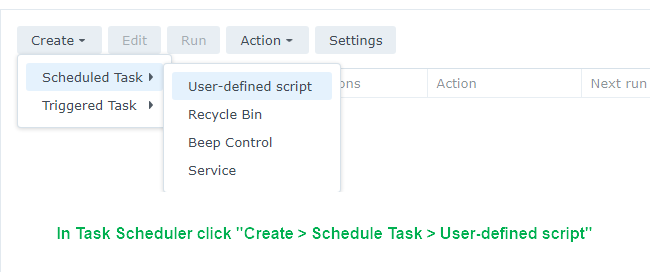 Create Edit Run Action Settings
Scheduled Task
User-defined script
Action Next run
Triggered Task
Recycle Bin
Beep Control
Service
In Task Scheduler click "Create > Schedule Task > User-defined script"